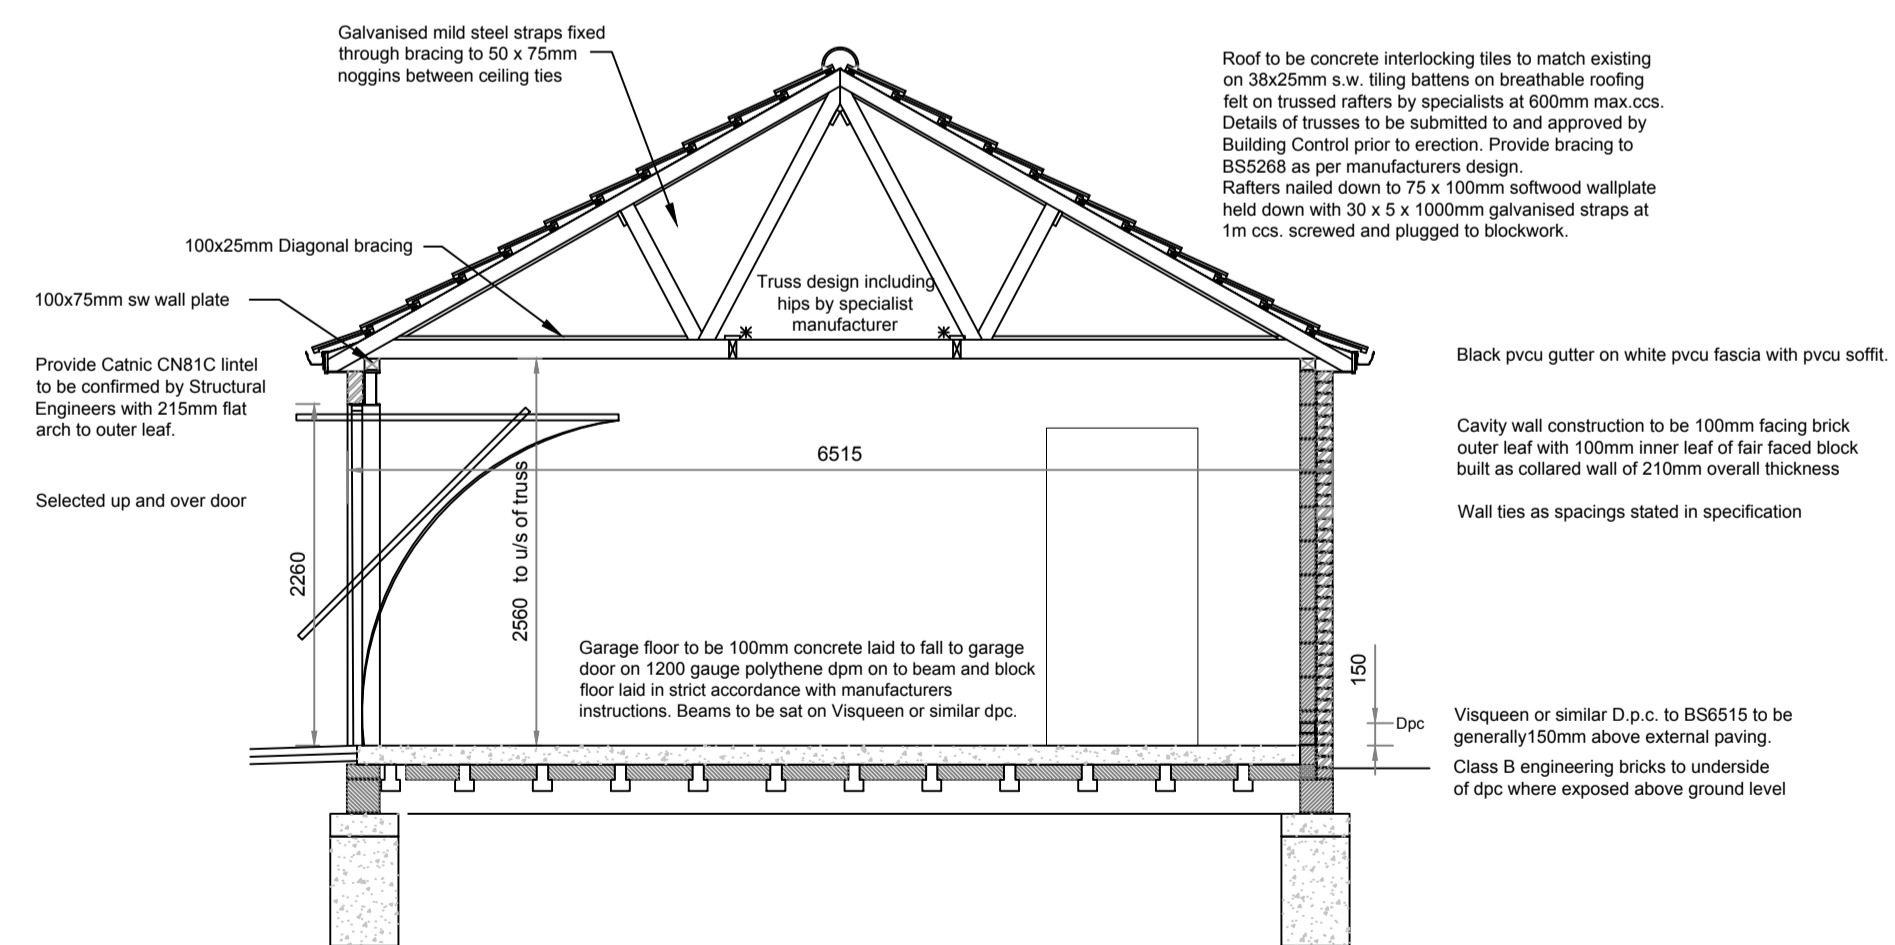 Galvanised mild steel straps fixed
through bracing to 50 x 75mm
noggins between ceiling ties
100x25mm Diagonal bracing
100x75mm sw wall plate
Provide Catnic CN81C lintel
to be confirmed by Structural
Engineers with 215mm flat
arch to outer leaf.
Selected up and over door
Truss design including
hips by specialist
manufacturer
Roof to be concrete interlocking tiles to match existing
on 38x25mm s.w. tiling battens on breathable roofing
felt on trussed rafters by specialists at 600mm max.ccs.
Details of trusses to be submitted to and approved by
Building Control prior to erection. Provide bracing to
BS5268 as per manufacturers design.
Rafters nailed down to 75 x 100mm softwood wallplate
held down with 30 x 5 x 1000mm galvanised straps at
1m ccs. screwed and plugged to blockwork.
Black pvcu gutter on white pvcu fascia with pvcu soffit.
Cavity wall construction to be 100mm facing brick
outer leaf with 100mm inner leaf of fair faced block
built as collared wall of 210mm overall thickness
Wall ties as spacings stated in specification
6515
2260
2560 to u/s of truss
Garage floor to be 100mm concrete laid to fall to garage
door on 1200 gauge polythene dpm on to beam and block
floor laid in strict accordance with manufacturers
instructions. Beams to be sat on Visqueen or similar dpc.
150
Dpc
Visqueen or similar D.p.c. to BS6515 to be
generally150mm above external paving.
Class B engineering bricks to underside
of dpc where exposed above ground level